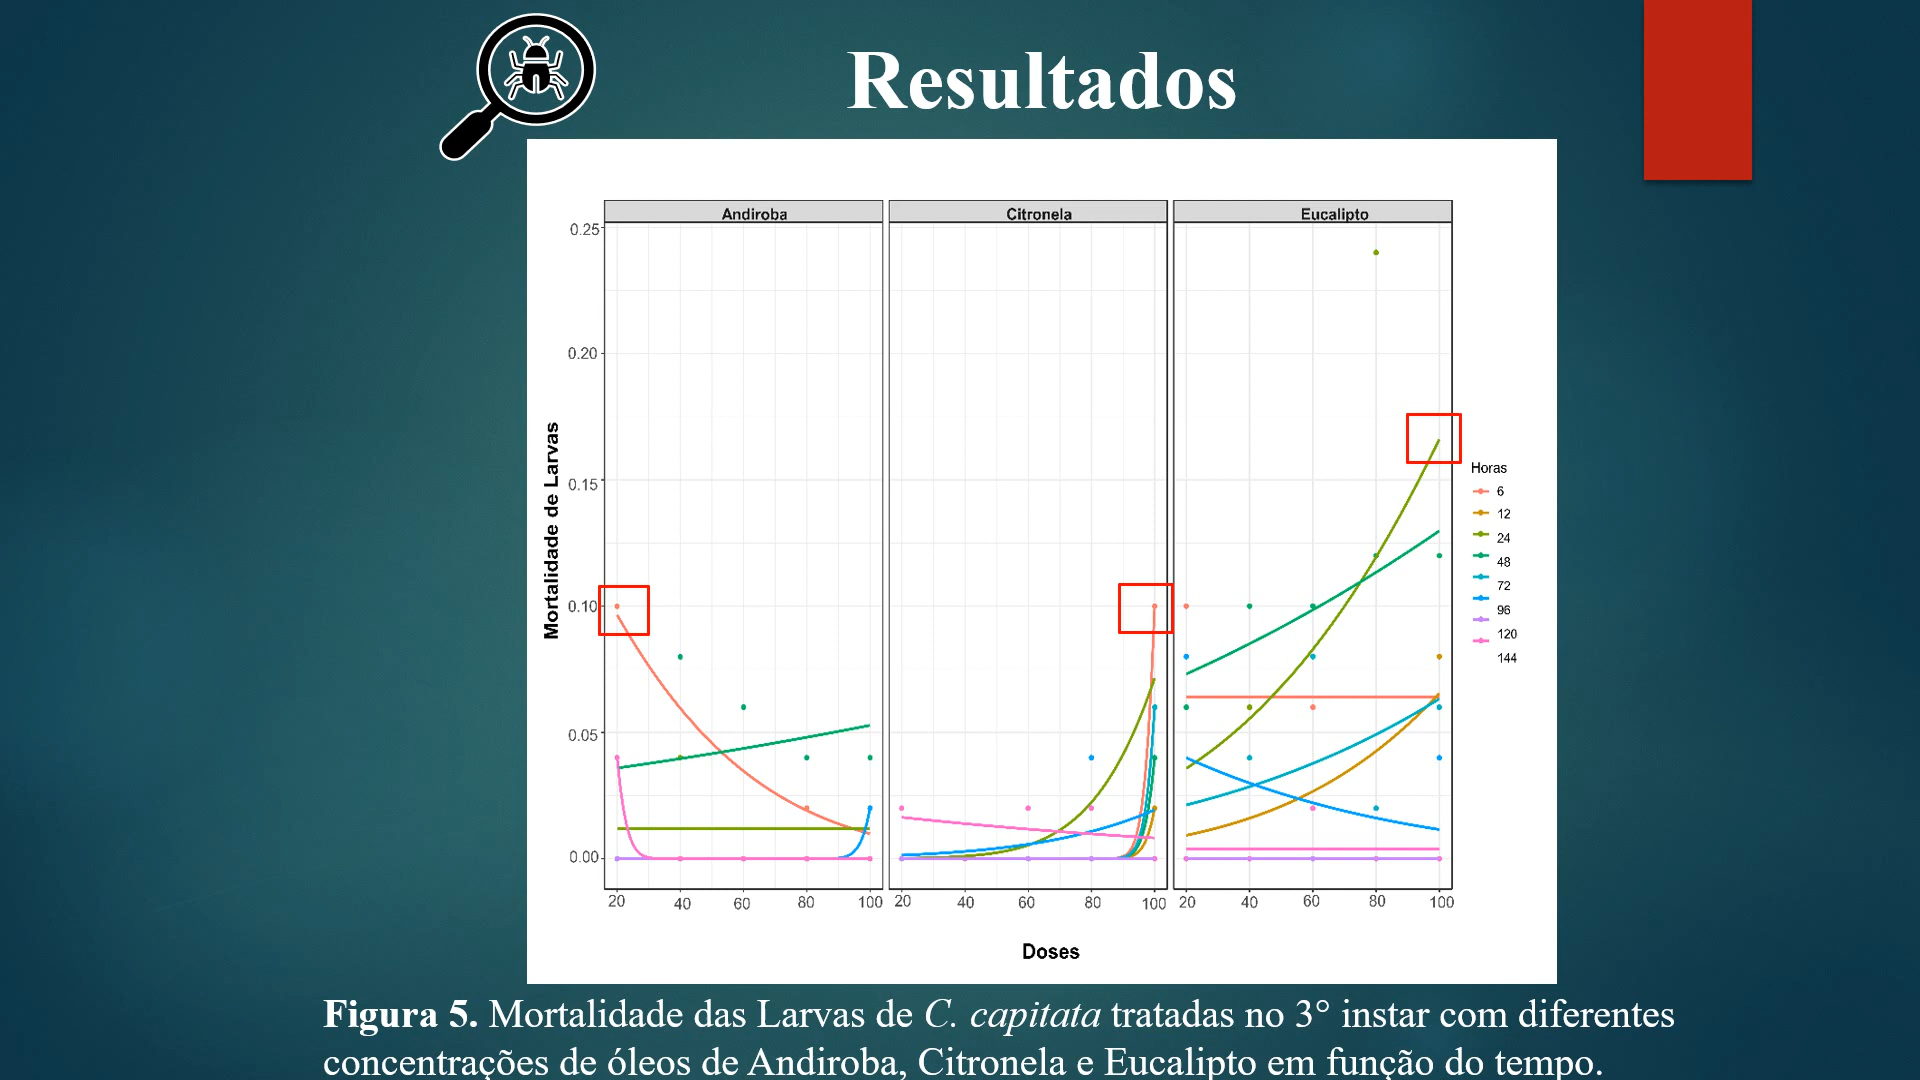 Resultados
Andiroba
Citronela
Eucalipto
0.25
0.20
0.15
0.10
0.05
0.00
Mortalidade de Larvas
20 40 60 80 100
20 40 60 80 100
20 40 60 80 100
Doses
Horas
6
12
24
48
72
96
120
144
Figura 5. Mortalidade das Larvas de C. capitata tratadas no 3° instar com diferentes
concentrações de óleos de Andiroba, Citronela e Eucalipto em função do tempo.